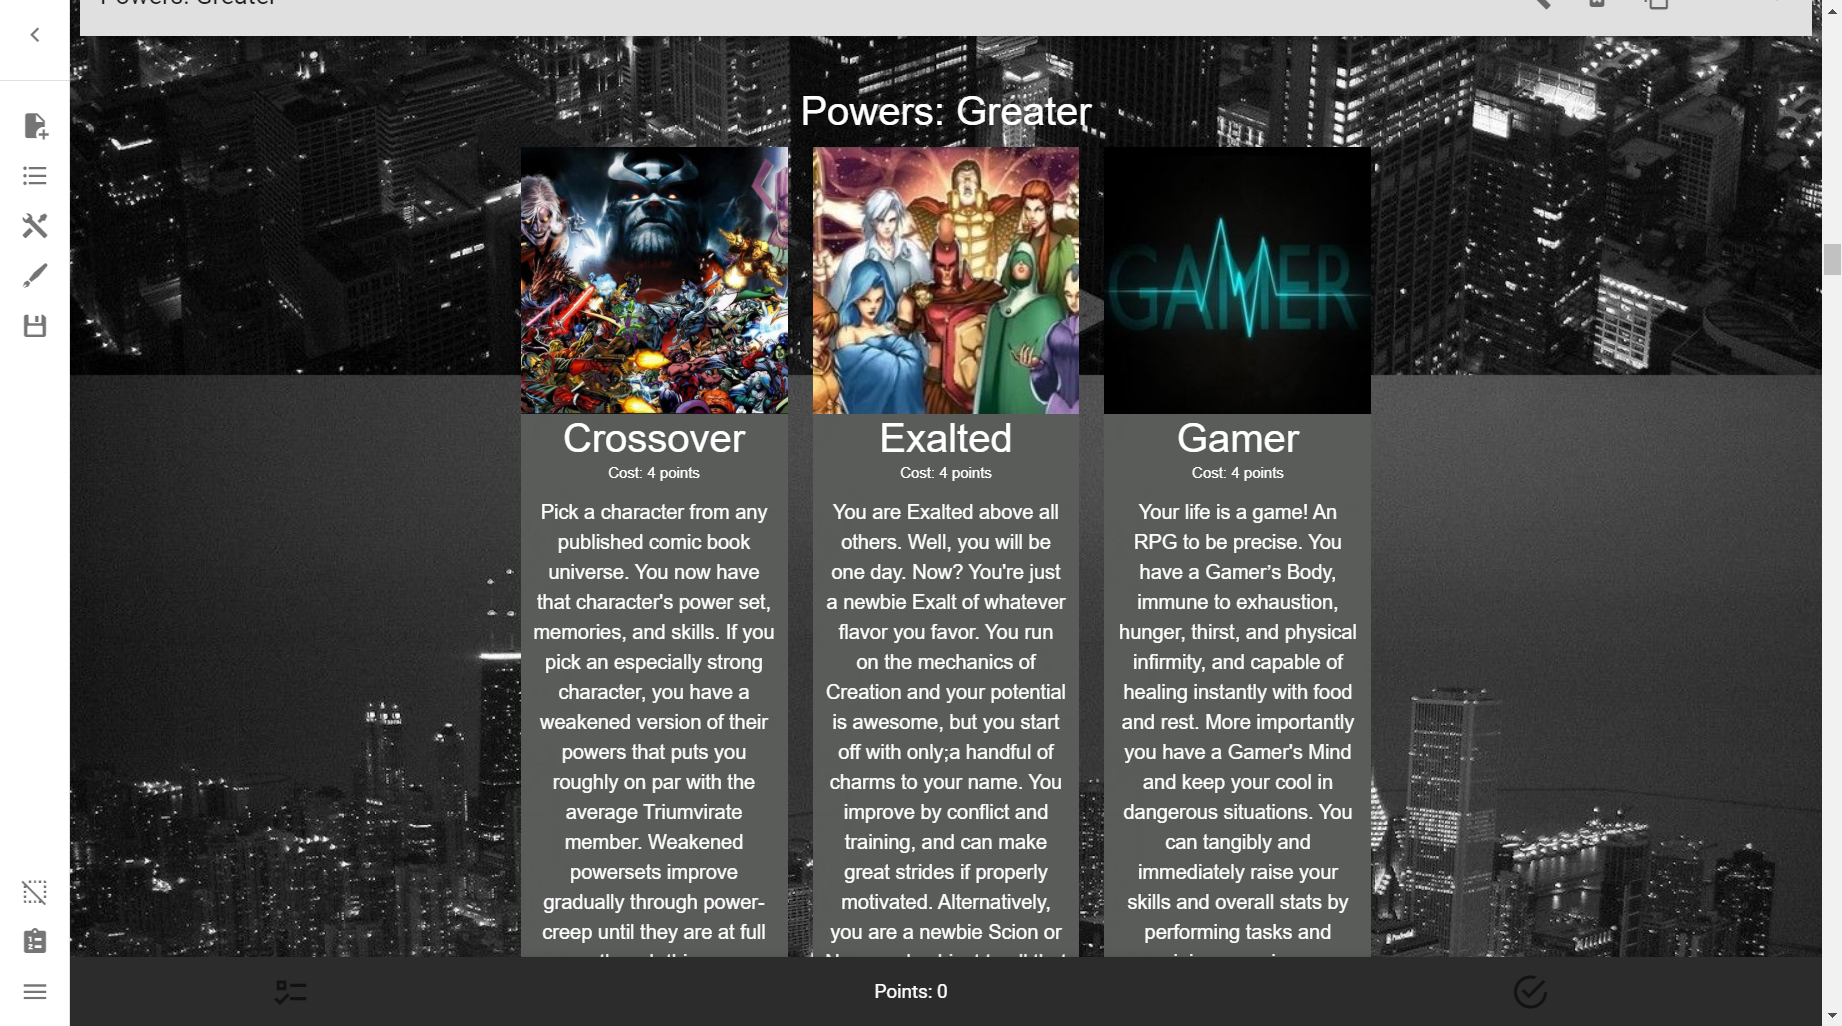 Powers: Greater
Powers: Greater
GAMER
Crossover
Cost: 4 points
Pick a character from any
published comic book
universe. You now have
that character's power set,
memories, and skills. If you
pick an especially strong
character, you have a
weakened version of their
powers that puts you
roughly on par with the
average Triumvirate
member. Weakened
powersets improve
gradually through power-
creep until they are at full
Exalted
Cost: 4 points
You are Exalted above all
others. Well, you will be
one day. Now? You're just
a newbie Exalt of whatever
flavor you favor. You run
on the mechanics of
Creation and your potential
is awesome, but you start
off with only;a handful of
charms to your name. You
improve by conflict and
training, and can make
great strides if properly
motivated. Alternatively,
you are a newbie Scion or
Gamer
Cost: 4 points
Your life is a game! An
RPG to be precise. You
have a Gamer’s Body,
immune to exhaustion,
hunger, thirst, and physical
infirmity, and capable of
healing instantly with food
and rest. More importantly
you have a Gamer's Mind
and keep your cool in
dangerous situations. You
can tangibly and
immediately raise your
skills and overall stats by
performing tasks and
Points: 0